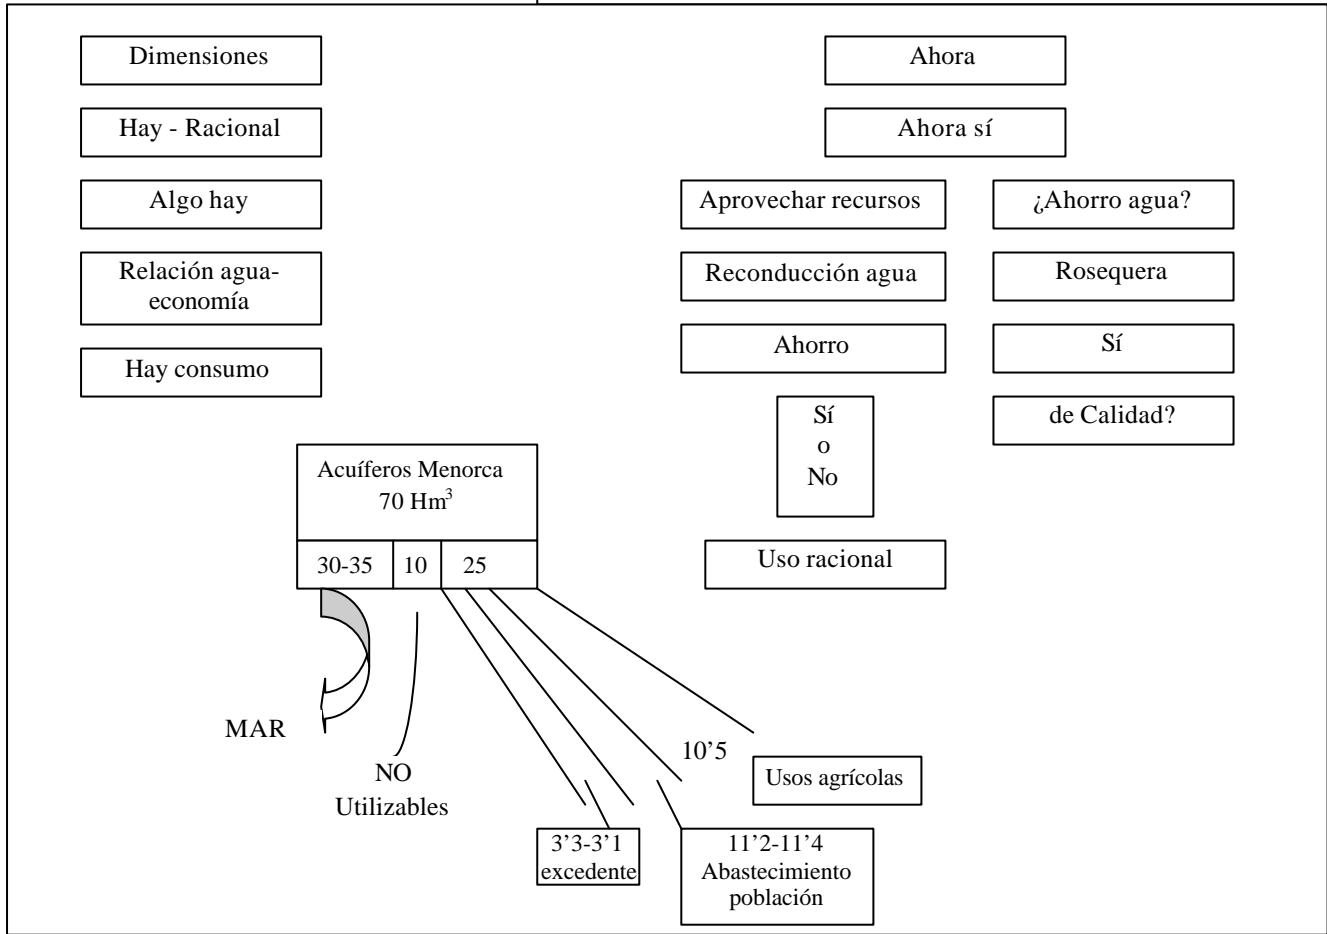 Dimensiones
Hay - Racional
Algo hay
Relación agua-
economía
Hay consumo
Ahora
Ahora sí
Aprovechar recursos
¿Ahorro agua?
Reconducción agua
Rosequera
Ahorro
Sí
Sí
o
No
de Calidad?
Uso racional
Acuíferos Menorca
70 Hm³
30-35
10
25
MAR
NO
Utilizables
10’5
Usos agrícolas
3’3-3’1
excedente
11’2-11’4
Abastecimiento
población